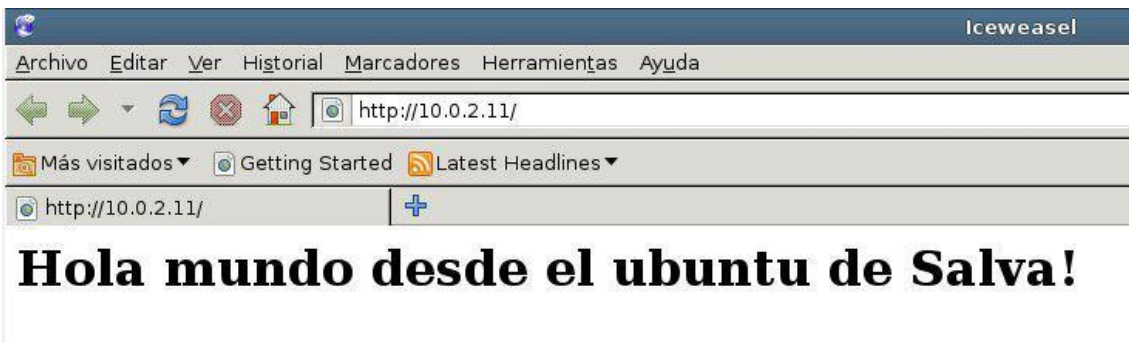 Iceweasel
Archivo Editar Ver Historial Marcadores Herramientas Ayuda
http://10.0.2.11/
Más visitados Getting Started Latest Headlines
http://10.0.2.11/
Hola mundo desde el ubuntu de Salva!